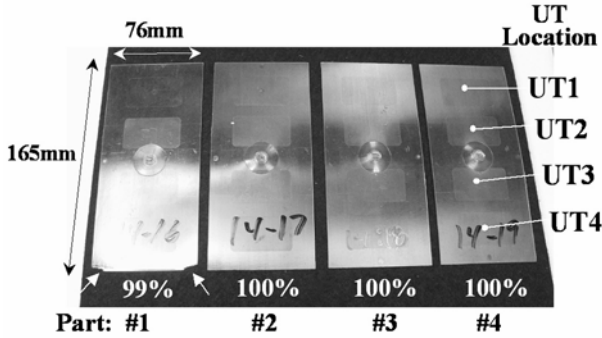 76mm
UT
Location
165mm
UT1
UT2
UT3
UT4
14-17
14-19
99% 100% 100% 100%
Part: #1 #2 #3 #4